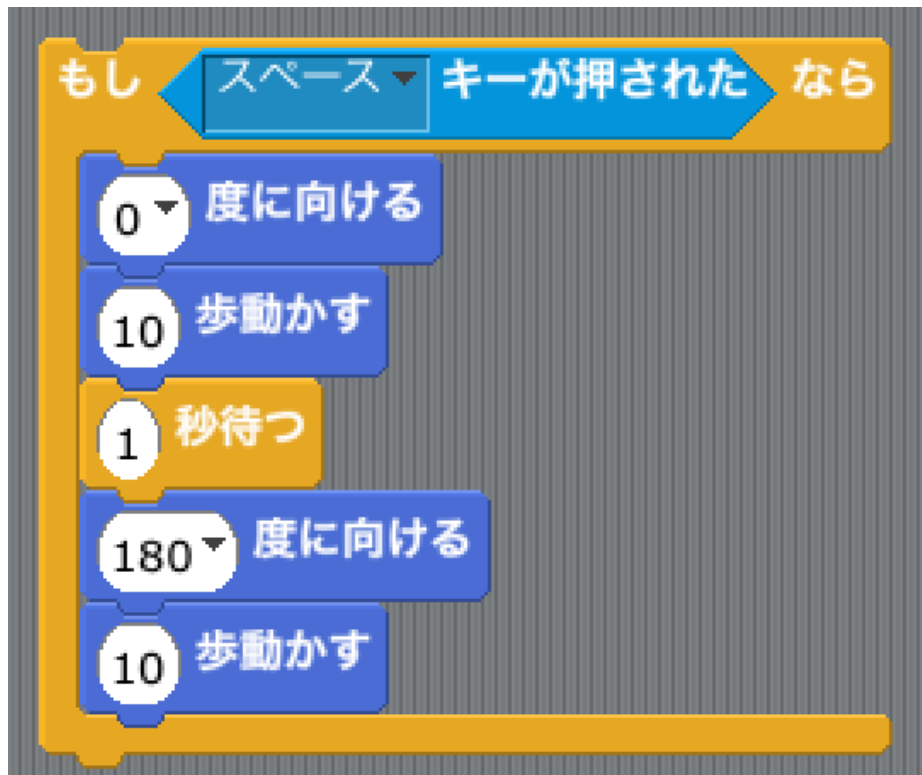 もし スペース キーが押された なら
0 度に向ける
10 歩動かす
1 秒待つ
180 度に向ける
10 歩動かす